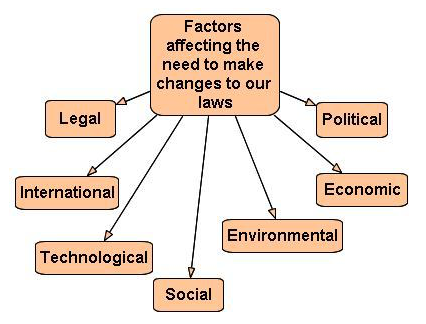 Factors
affecting the
need to make
changes to our
laws
Legal
Political
International
Economic
Technological
Environmental
Social